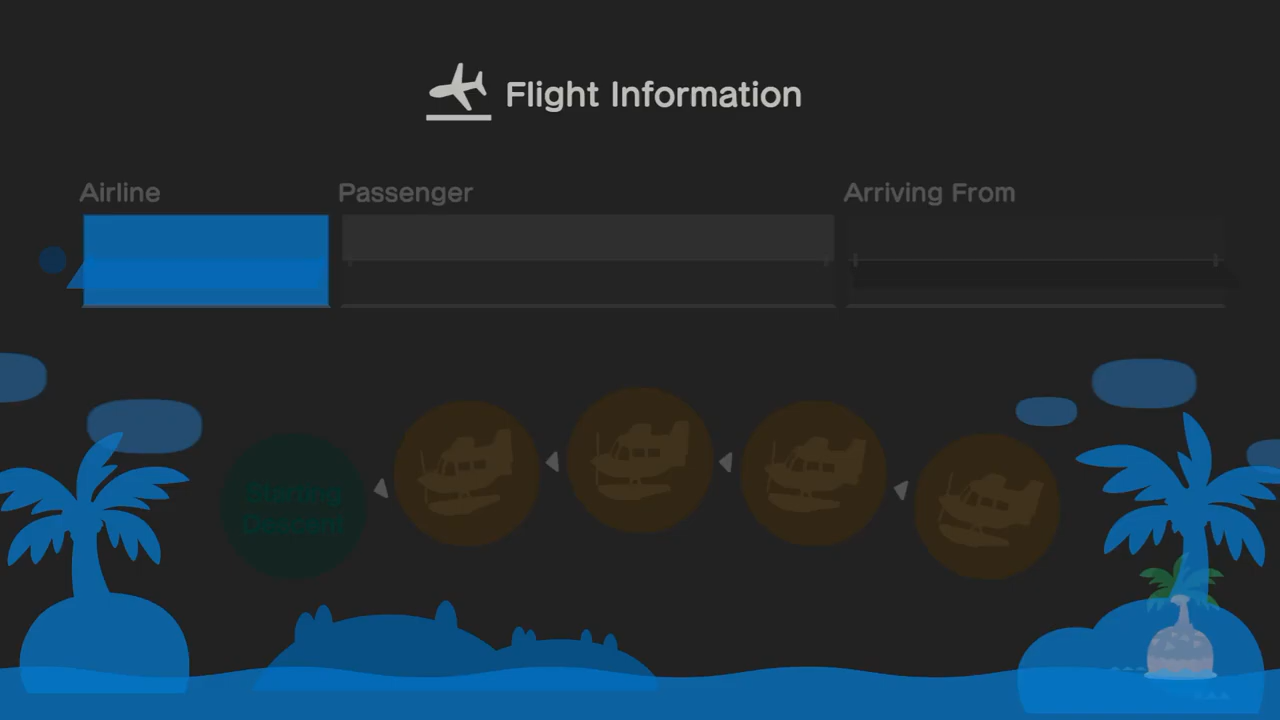 Flight Information
Airline
Passenger
Arriving From
Starting
Descent